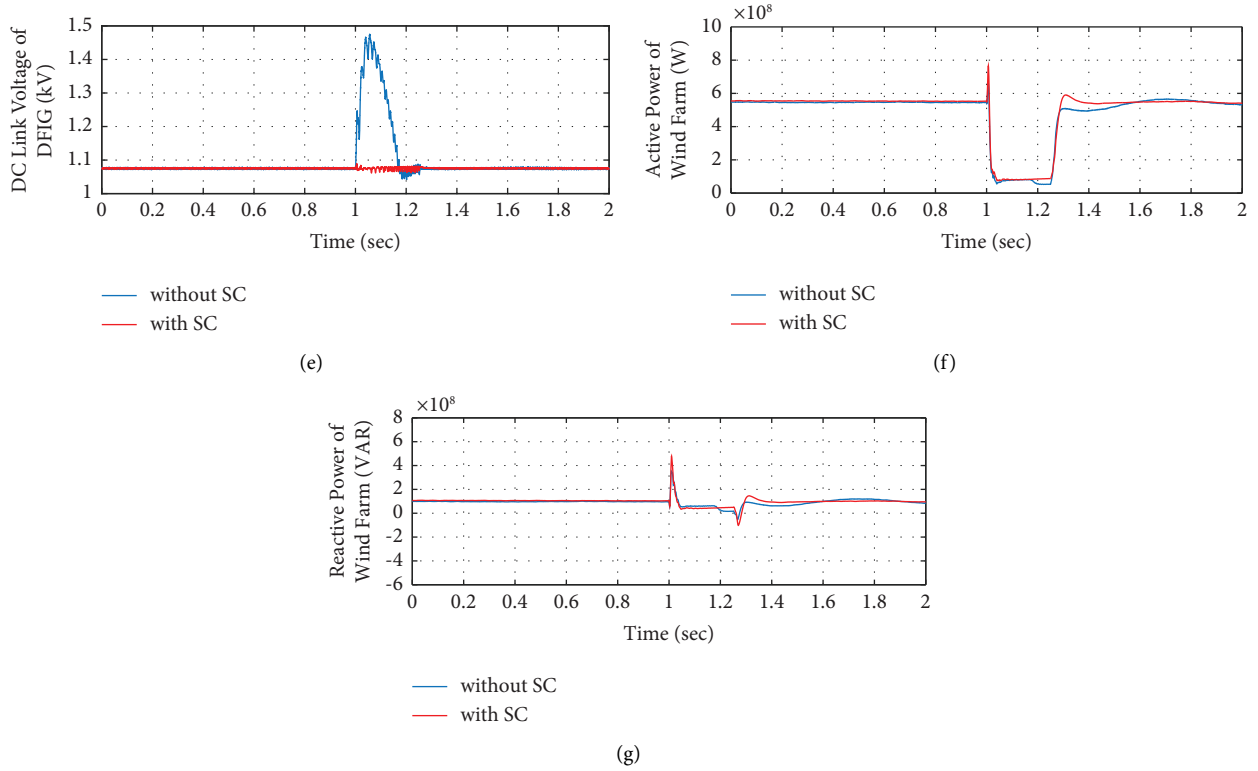 DC Link Voltage of
DFIG (kV)
1.5
1.4
1.3
1.2
1.1
1
0 0.2 0.4 0.6 0.8 1.0 1.2 1.4 1.6 1.8 2
Time (sec)
without SC
with SC
(e)
×10⁸
Active Power of
Wind Farm (W)
10
8
6
4
2
0
0 0.2 0.4 0.6 0.8 1 1.2 1.4 1.6 1.8 2
Time (sec)
without SC
with SC
(f)
×10⁸
Reactive Power of
Wind Farm (VAR)
8
6
4
2
0
-2
-4
-6
0 0.2 0.4 0.6 0.8 1 1.2 1.4 1.6 1.8 2
Time (sec)
without SC
with SC
(g)